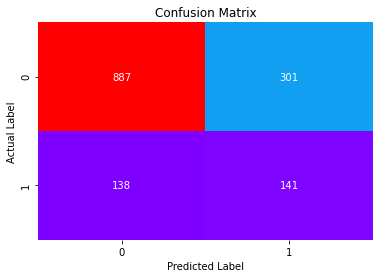 Confusion Matrix
Actual Label
0
887
301
1
138
141
0
1
Predicted Label